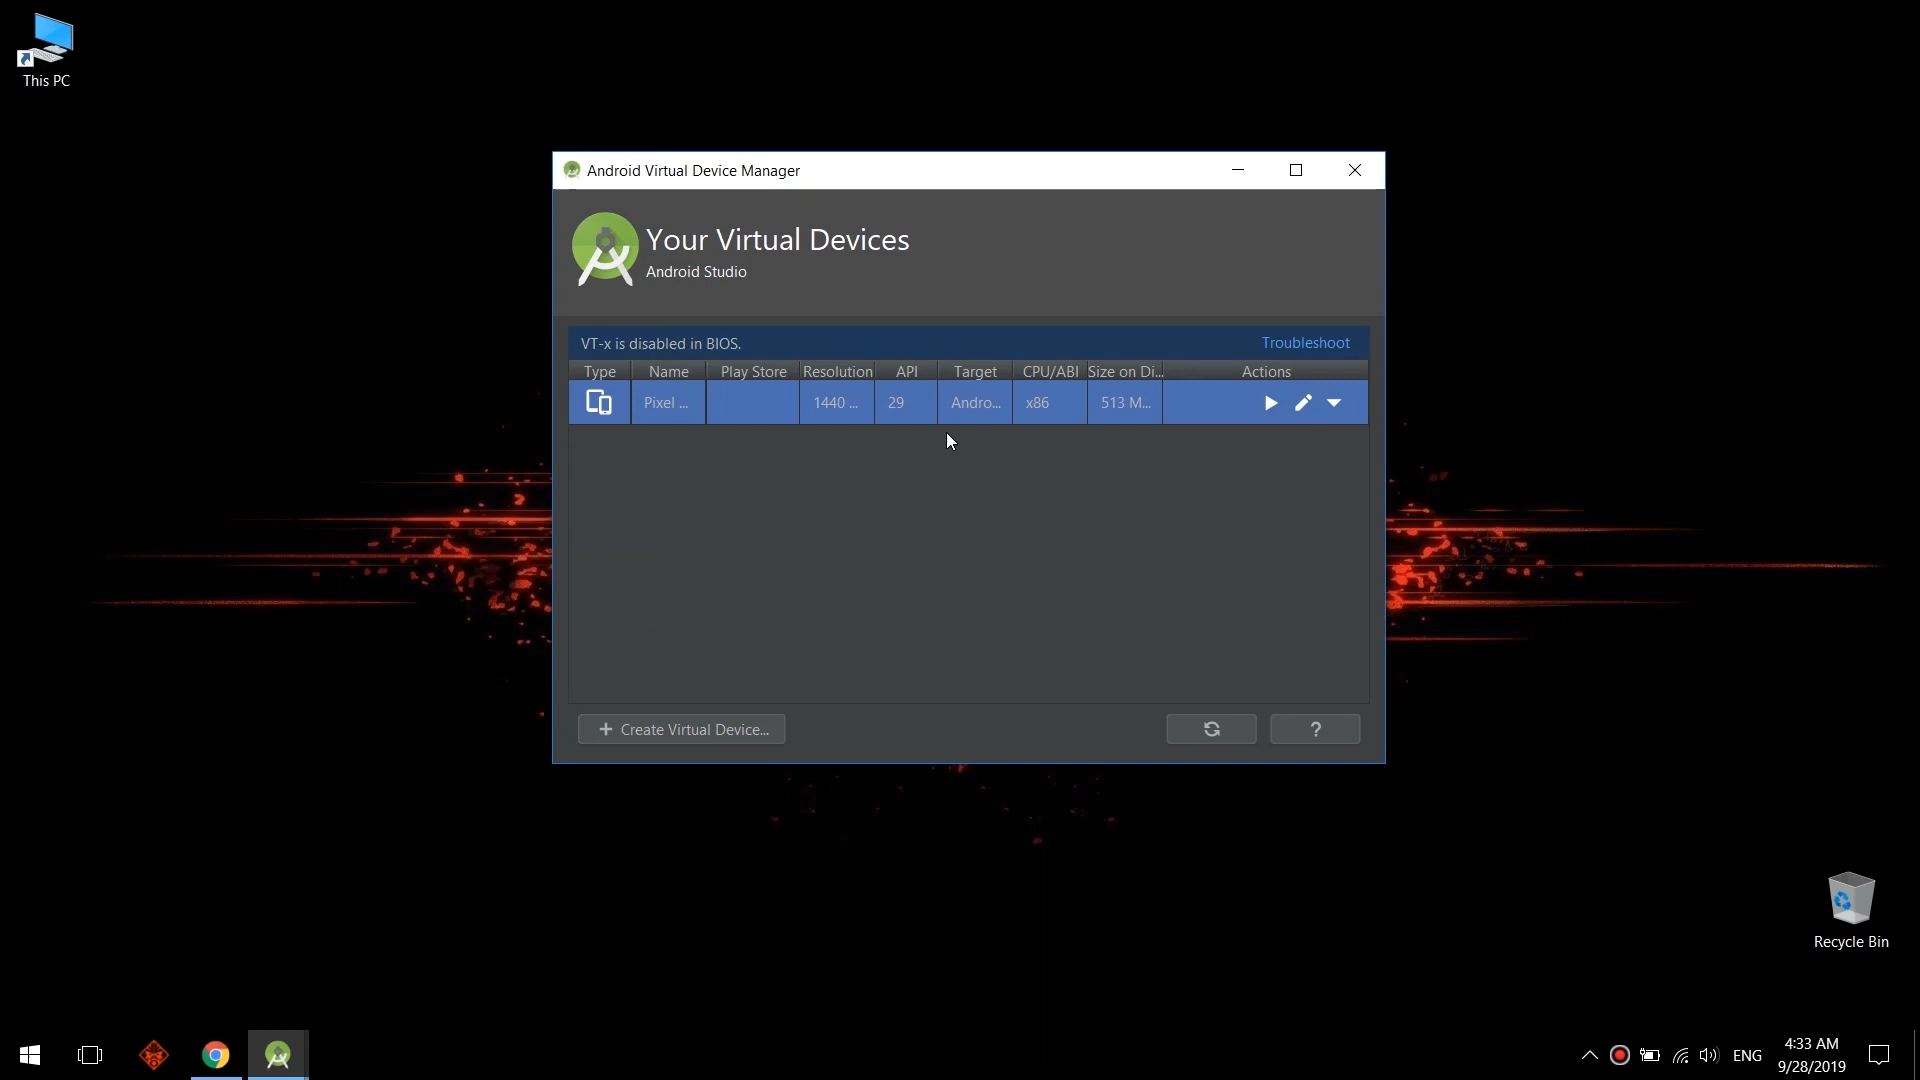 This PC
Android Virtual Device Manager
Your Virtual Devices
Android Studio
VT-x is disabled in BIOS.
Troubleshoot
Type Name Play Store Resolution API Target CPU/ABI Size on Di... Actions
Pixel ... 1440 ... 29 Andro... x86 513 M...
+ Create Virtual Device...
?
Recycle Bin
ENG
4:33 AM
9/28/2019